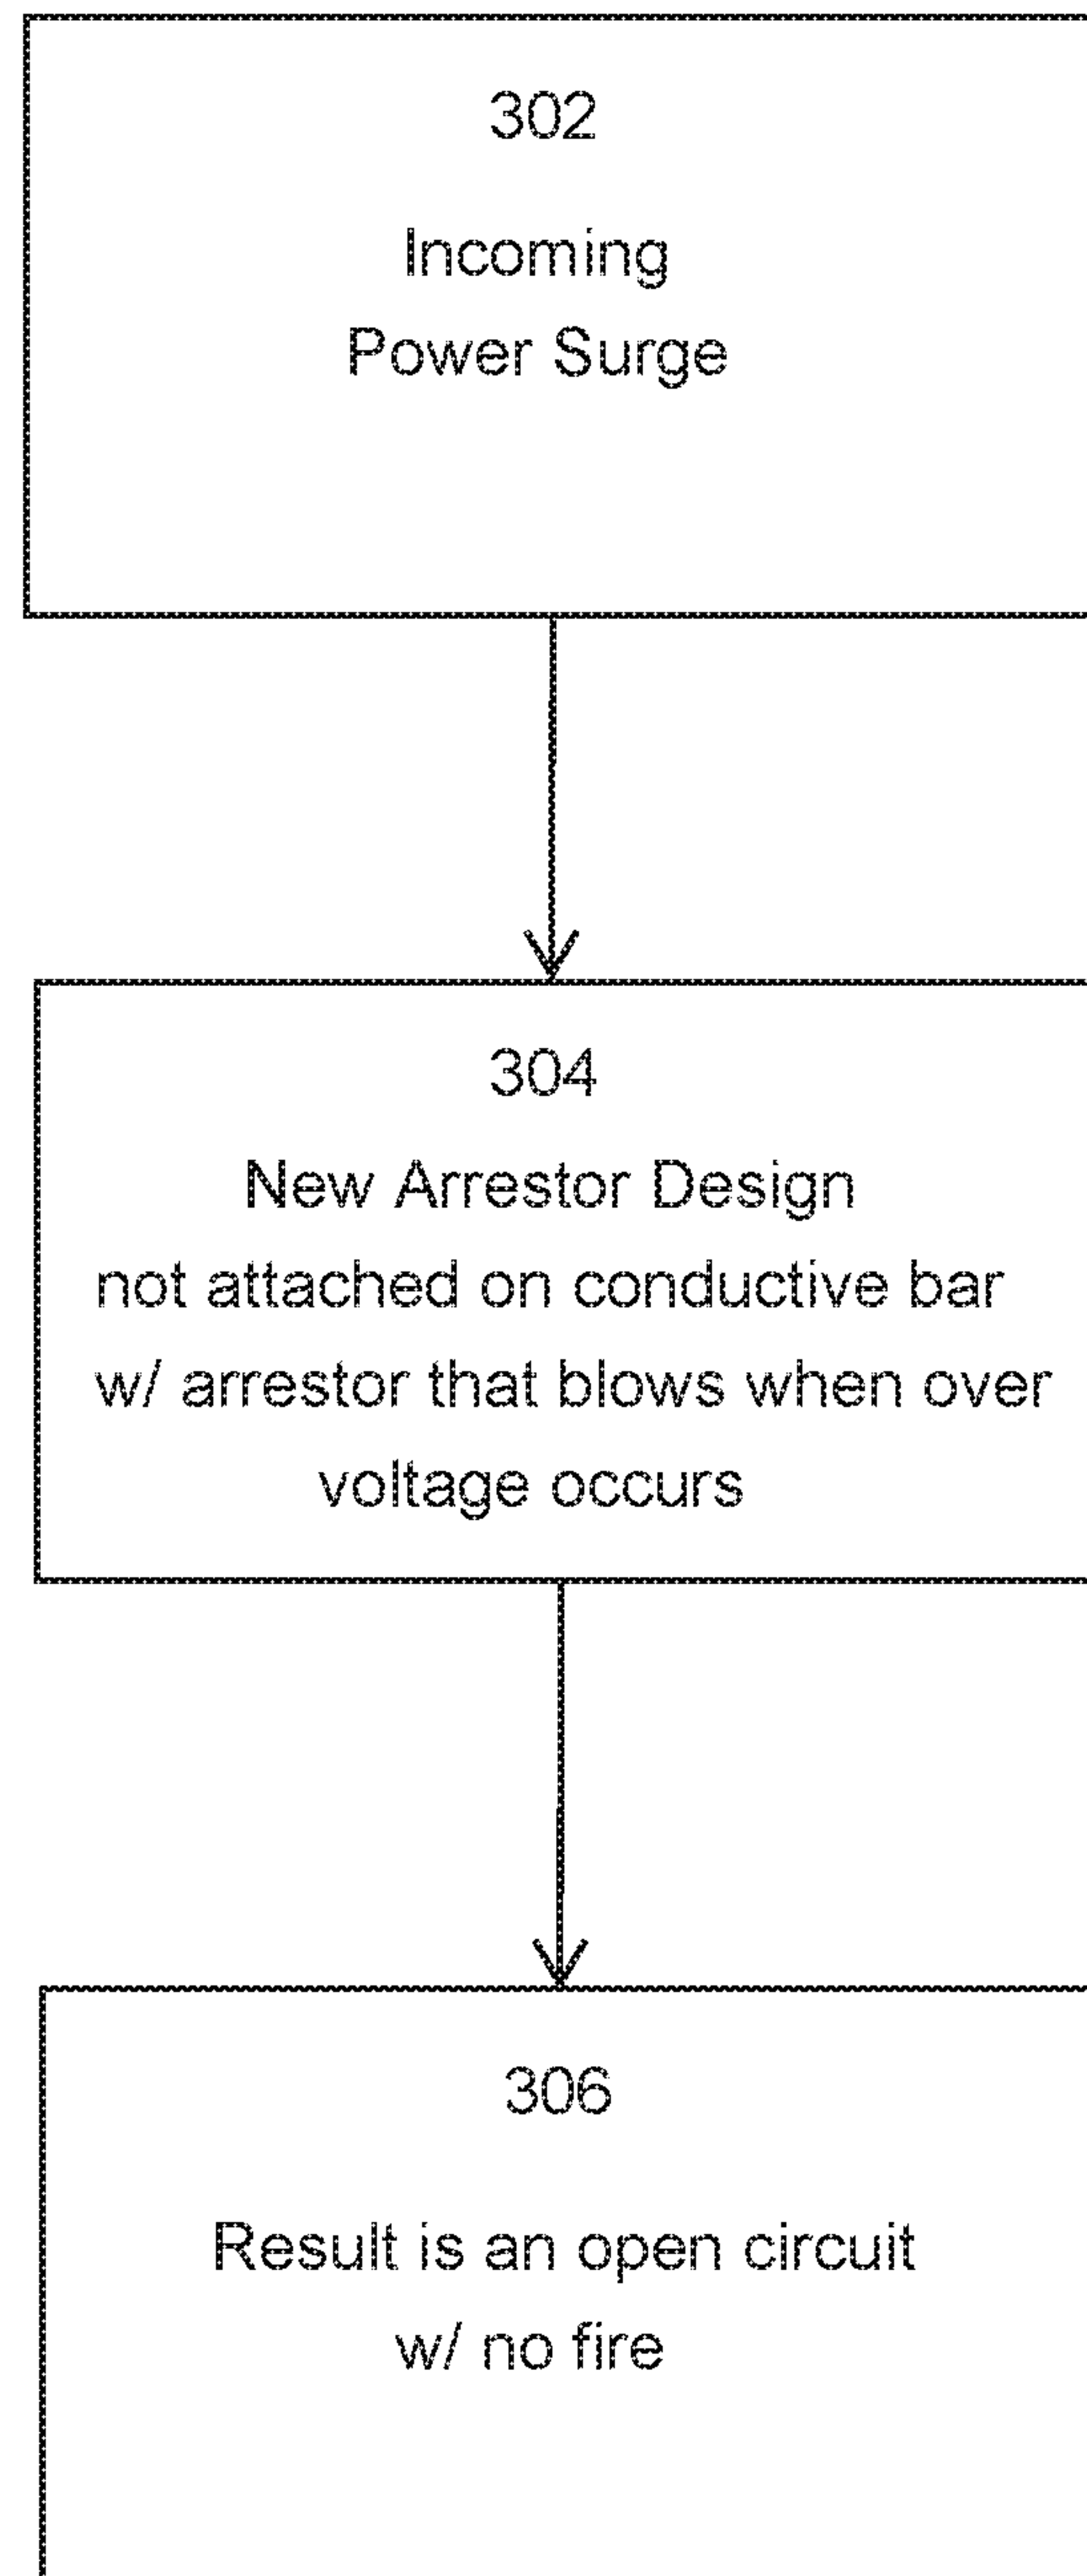 302
Incoming
Power Surge
304
New Arrestor Design
not attached on conductive bar
w/ arrestor that blows when over
voltage occurs
306
Result is an open circuit
w/ no fire